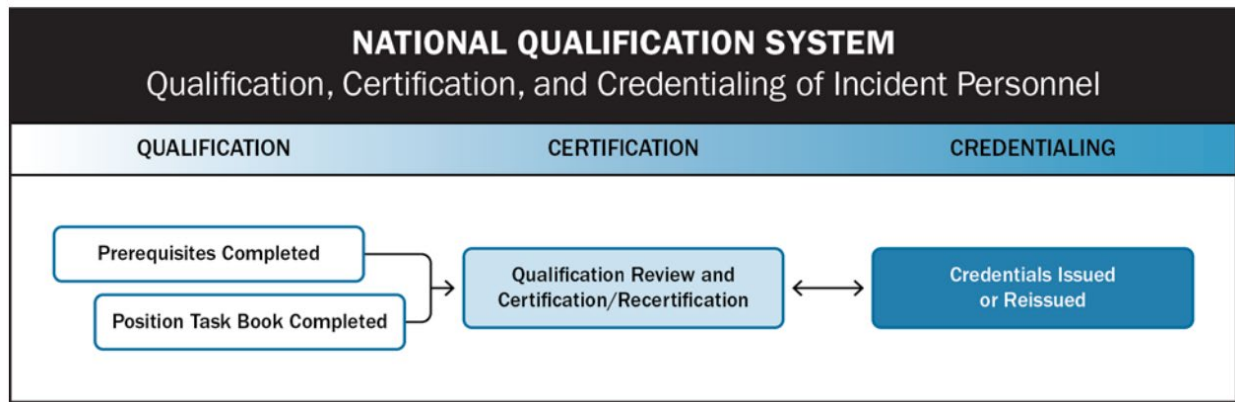 NATIONAL QUALIFICATION SYSTEM
Qualification, Certification, and Credentialing of Incident Personnel
QUALIFICATION
CERTIFICATION
CREDENTIALING
Prerequisites Completed
Position Task Book Completed
Qualification Review and
Certification/Recertification
Credentials Issued
or Reissued